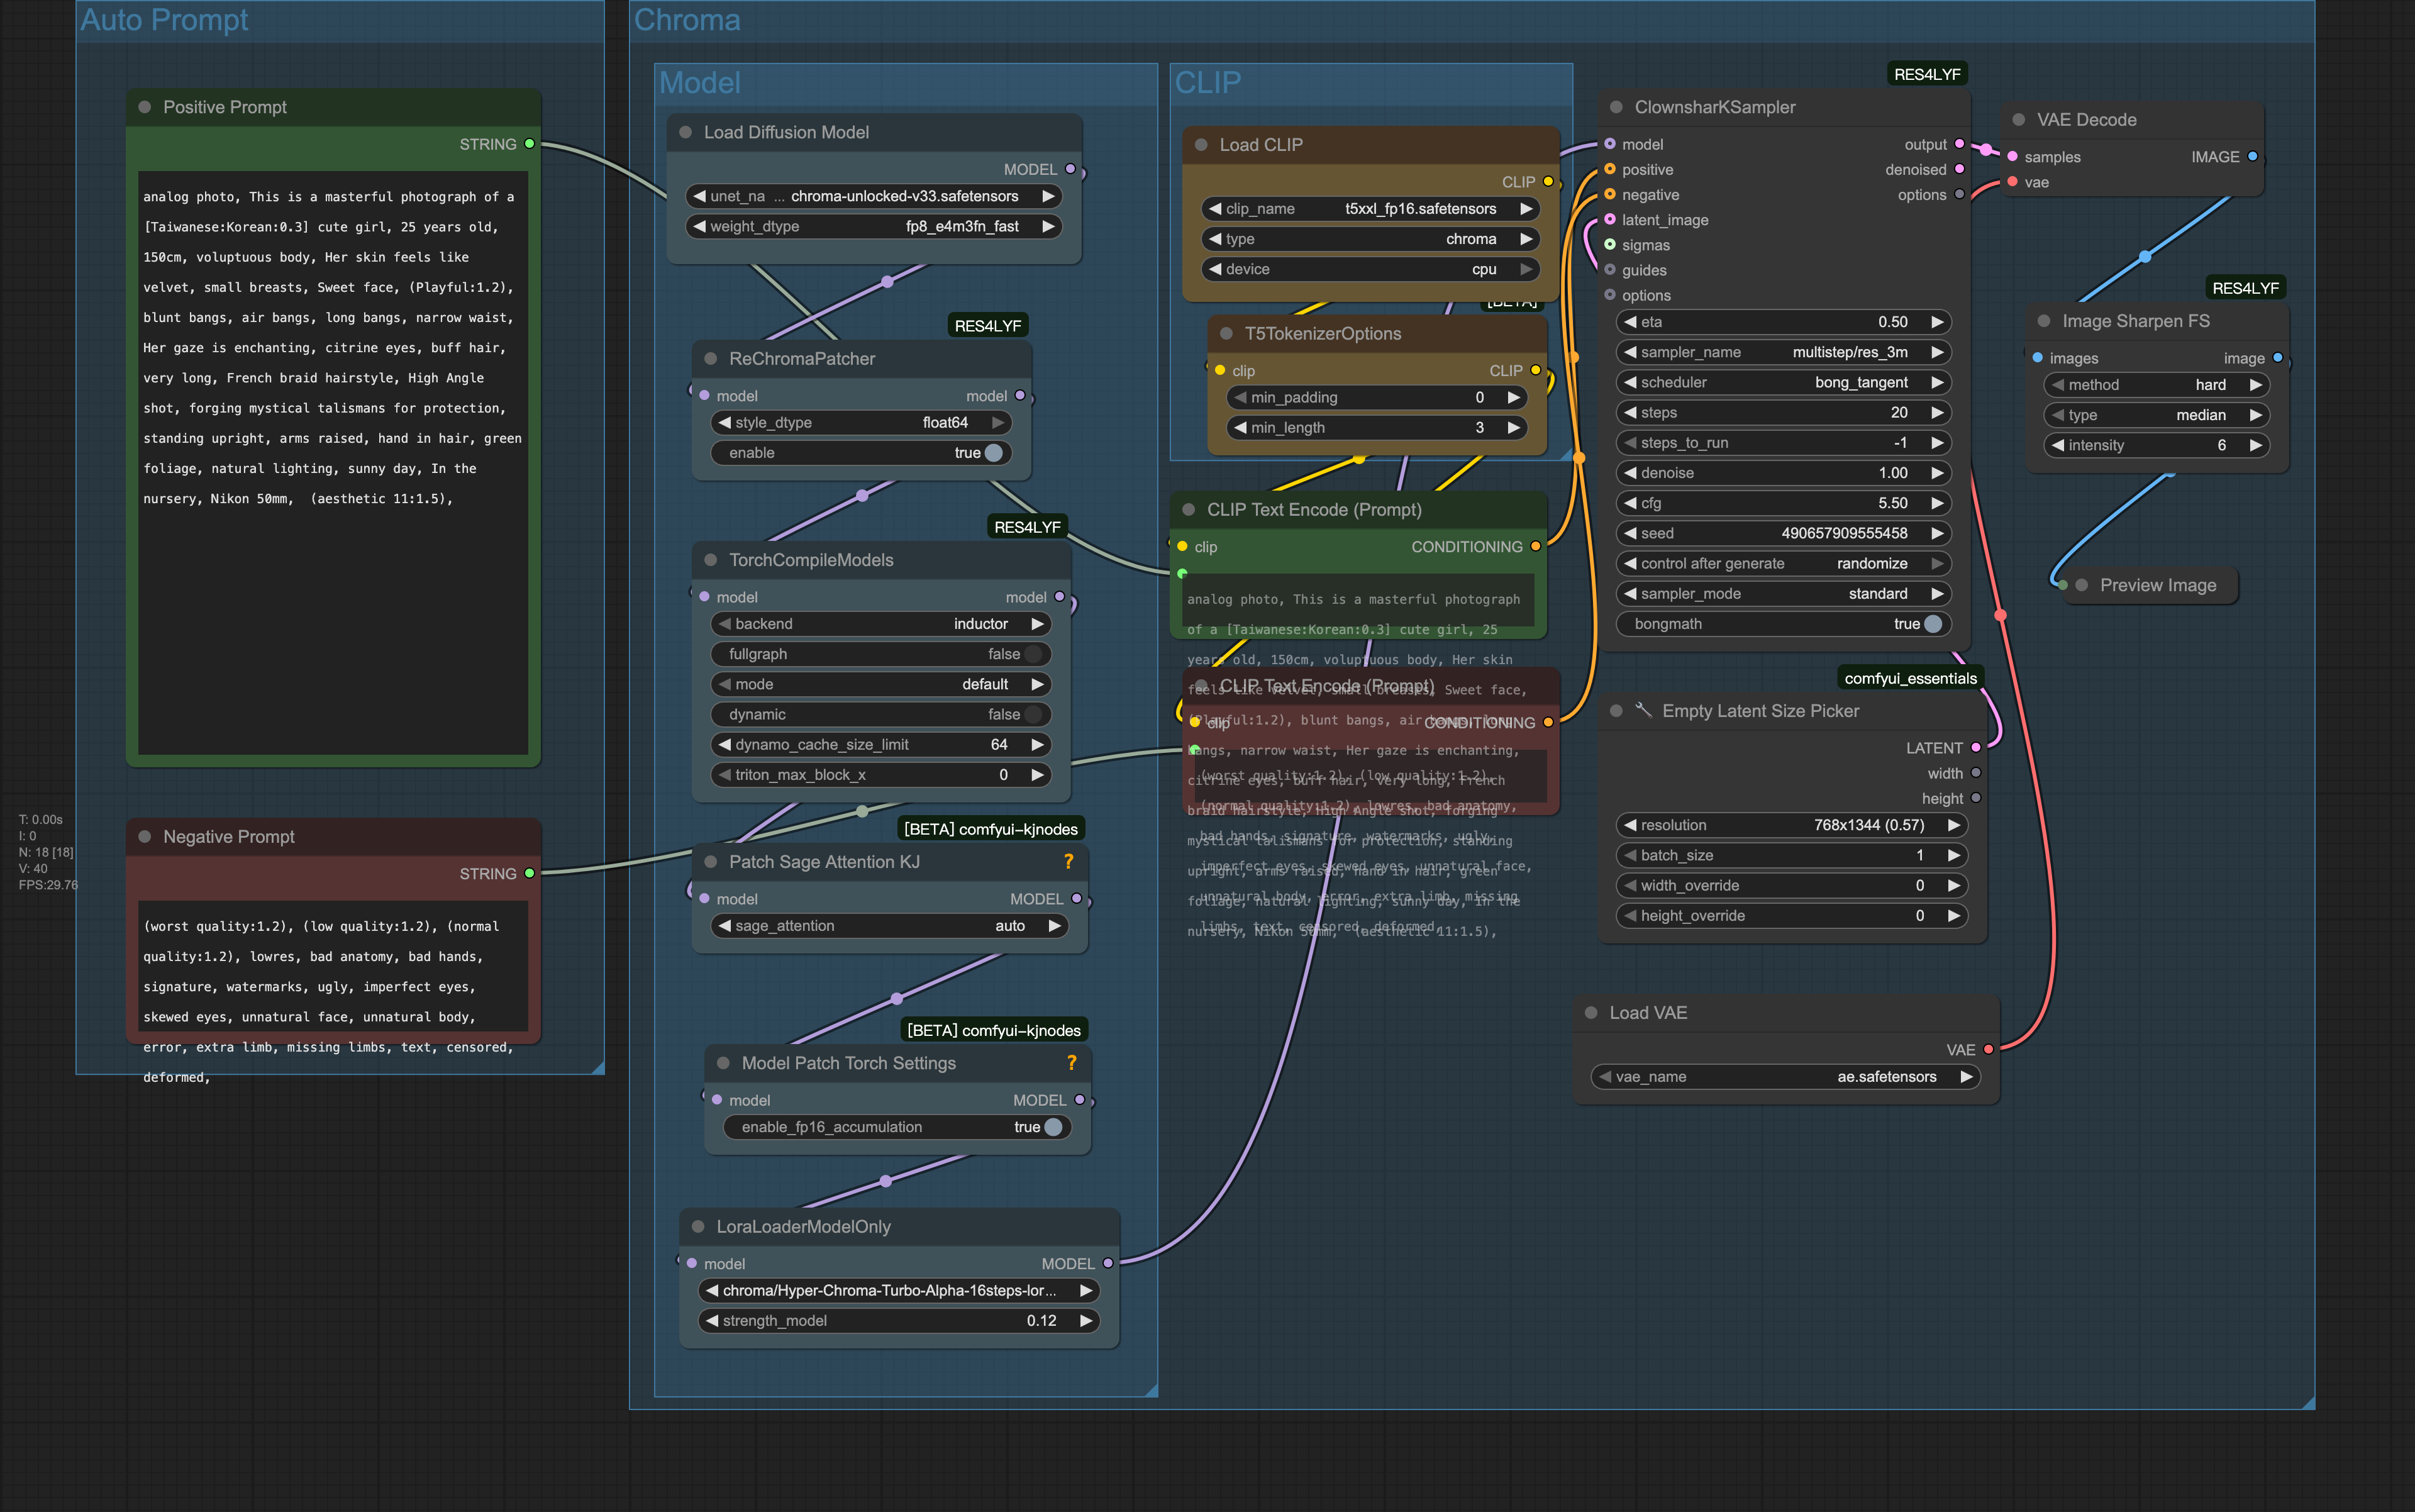 Auto Prompt
Positive Prompt
STRING
analog photo, This is a masterful photograph of a
[Taiwanese:Korean:0.3] cute girl, 25 years old,
150cm, voluptuous body, Her skin feels like
velvet, small breasts, Sweet face, (Playful:1.2),
blunt bangs, air bangs, long bangs, narrow waist,
Her gaze is enchanting, citrine eyes, buff hair,
very long, French braid hairstyle, High Angle
shot, forging mystical talismans for protection,
standing upright, arms raised, hand in hair, green
foliage, natural lighting, sunny day, In the
nursery, Nikon 50mm,  (aesthetic 11:1.5),
T: 0.00s
I: 0
N: 18 [18]
V: 40
FPS:29.76
Negative Prompt
STRING
(worst quality:1.2), (low quality:1.2), (normal
quality:1.2), lowres, bad anatomy, bad hands,
signature, watermarks, ugly, imperfect eyes,
skewed eyes, unnatural face, unnatural body,
error, extra limb, missing limbs, text, censored,
deformed,
Chroma
Model
Load Diffusion Model
MODEL
unet_na ... chroma-unlocked-v33.safetensors
weight_dtype fp8_e4m3fn_fast
RES4LYF
ReChromaPatcher
model model
style_dtype float64
enable true
RES4LYF
TorchCompileModels
model model
backend inductor
fullgraph false
mode default
dynamic false
dynamo_cache_size_limit 64
triton_max_block_x 0
[BETA] comfyui-kjnodes
Patch Sage Attention KJ ?
model MODEL
sage_attention auto
[BETA] comfyui-kjnodes
Model Patch Torch Settings ?
model MODEL
enable_fp16_accumulation true
LoraLoaderModelOnly
model MODEL
chroma/Hyper-Chroma-Turbo-Alpha-16steps-lor...
strength_model 0.12
CLIP
Load CLIP
CLIP
clip_name t5xxl_fp16.safetensors
type chroma
device cpu
[BETA]
T5TokenizerOptions
clip CLIP
min_padding 0
min_length 3
CLIP Text Encode (Prompt)
clip CONDITIONING
analog photo, This is a masterful photograph
of a [Taiwanese:Korean:0.3] cute girl, 25
years old, 150cm, voluptuous body, Her skin
feels like velvet, small breasts, Sweet face,
(Playful:1.2), blunt bangs, air bangs, long
bangs, narrow waist, Her gaze is enchanting,
citrine eyes, buff hair, very long, French
braid hairstyle, High Angle shot, forging
mystical talismans for protection, standing
upright, arms raised, hand in hair, green
foliage, natural lighting, sunny day, In the
nursery, Nikon 50mm,  (aesthetic 11:1.5),
CLIP Text Encode (Prompt)
clip CONDITIONING
(worst quality:1.2), (low quality:1.2),
(normal quality:1.2), lowres, bad anatomy,
bad hands, signature, watermarks, ugly,
imperfect eyes, skewed eyes, unnatural face,
unnatural body, error, extra limb, missing
limbs, text, censored, deformed,
RES4LYF
ClownsharKSampler
model output
positive denoised
negative options
latent_image
sigmas
guides
options
eta 0.50
sampler_name multistep/res_3m
scheduler bong_tangent
steps 20
steps_to_run -1
denoise 1.00
cfg 5.50
seed 490657909555458
control after generate randomize
sampler_mode standard
bongmath true
comfyui_essentials
Empty Latent Size Picker
LATENT
width
height
resolution 768x1344 (0.57)
batch_size 1
width_override 0
height_override 0
Load VAE
VAE
vae_name ae.safetensors
VAE Decode
samples IMAGE
vae
RES4LYF
Image Sharpen FS
images image
method hard
type median
intensity 6
Preview Image